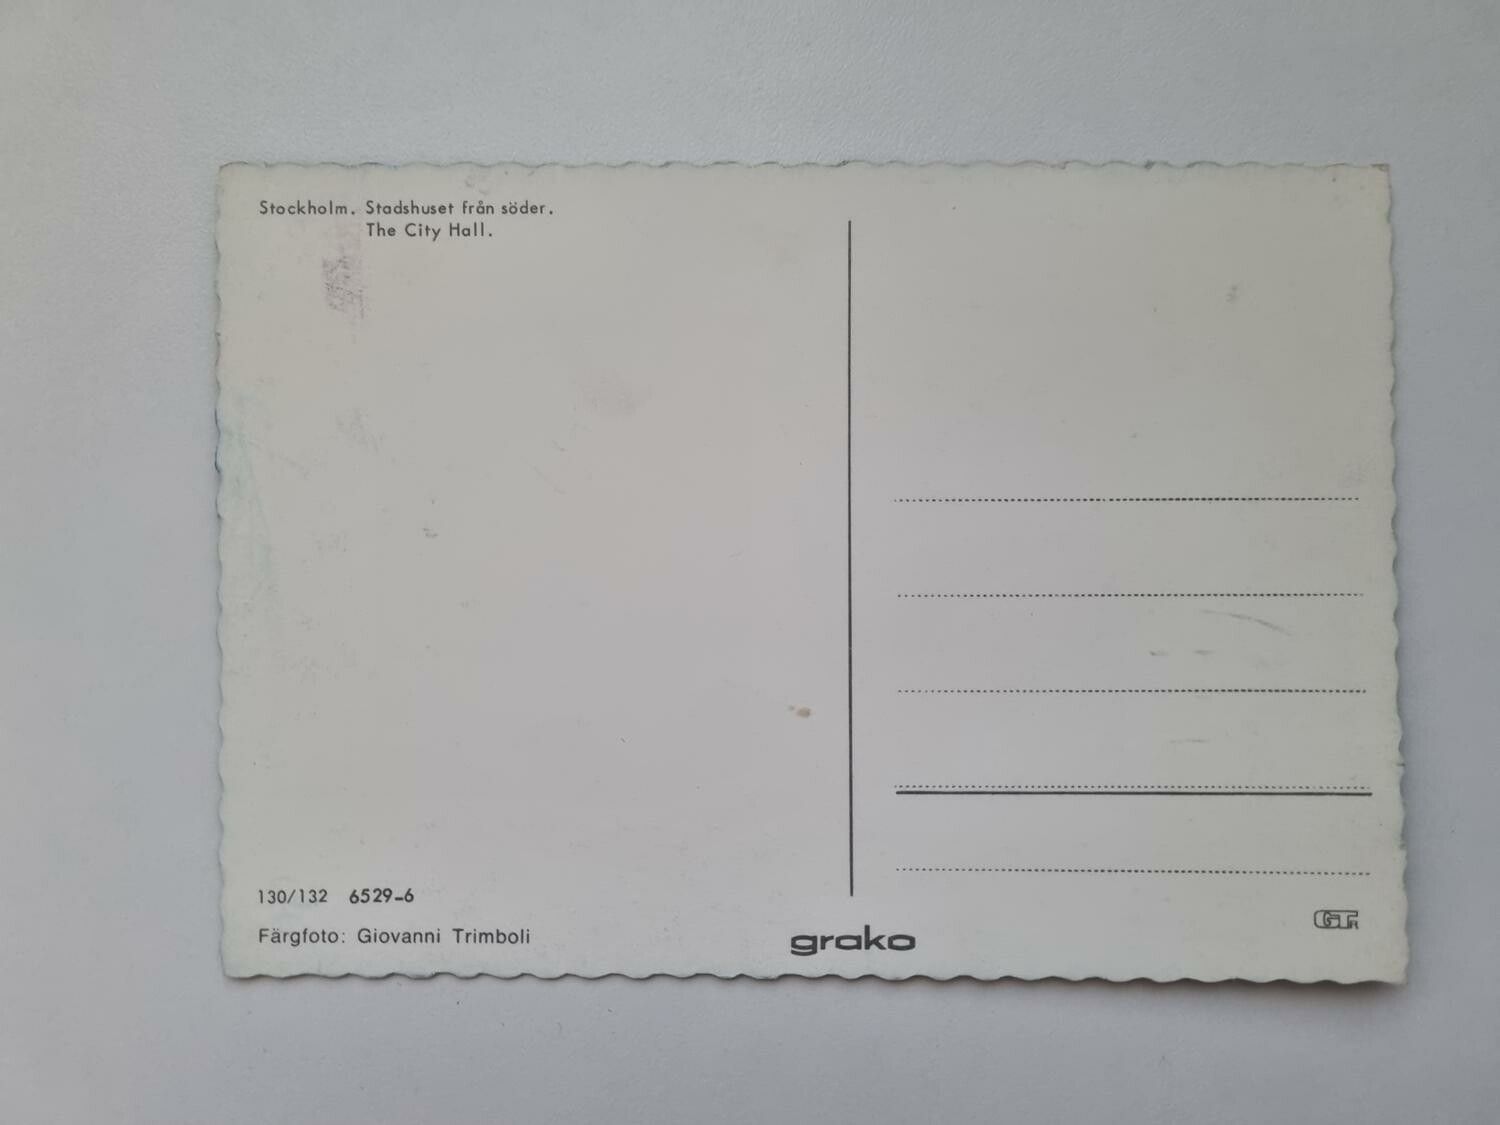 Stockholm. Stadshuset från söder.
The City Hall.
130/132 6529-6
Färgfoto: Giovanni Trimboli
grako